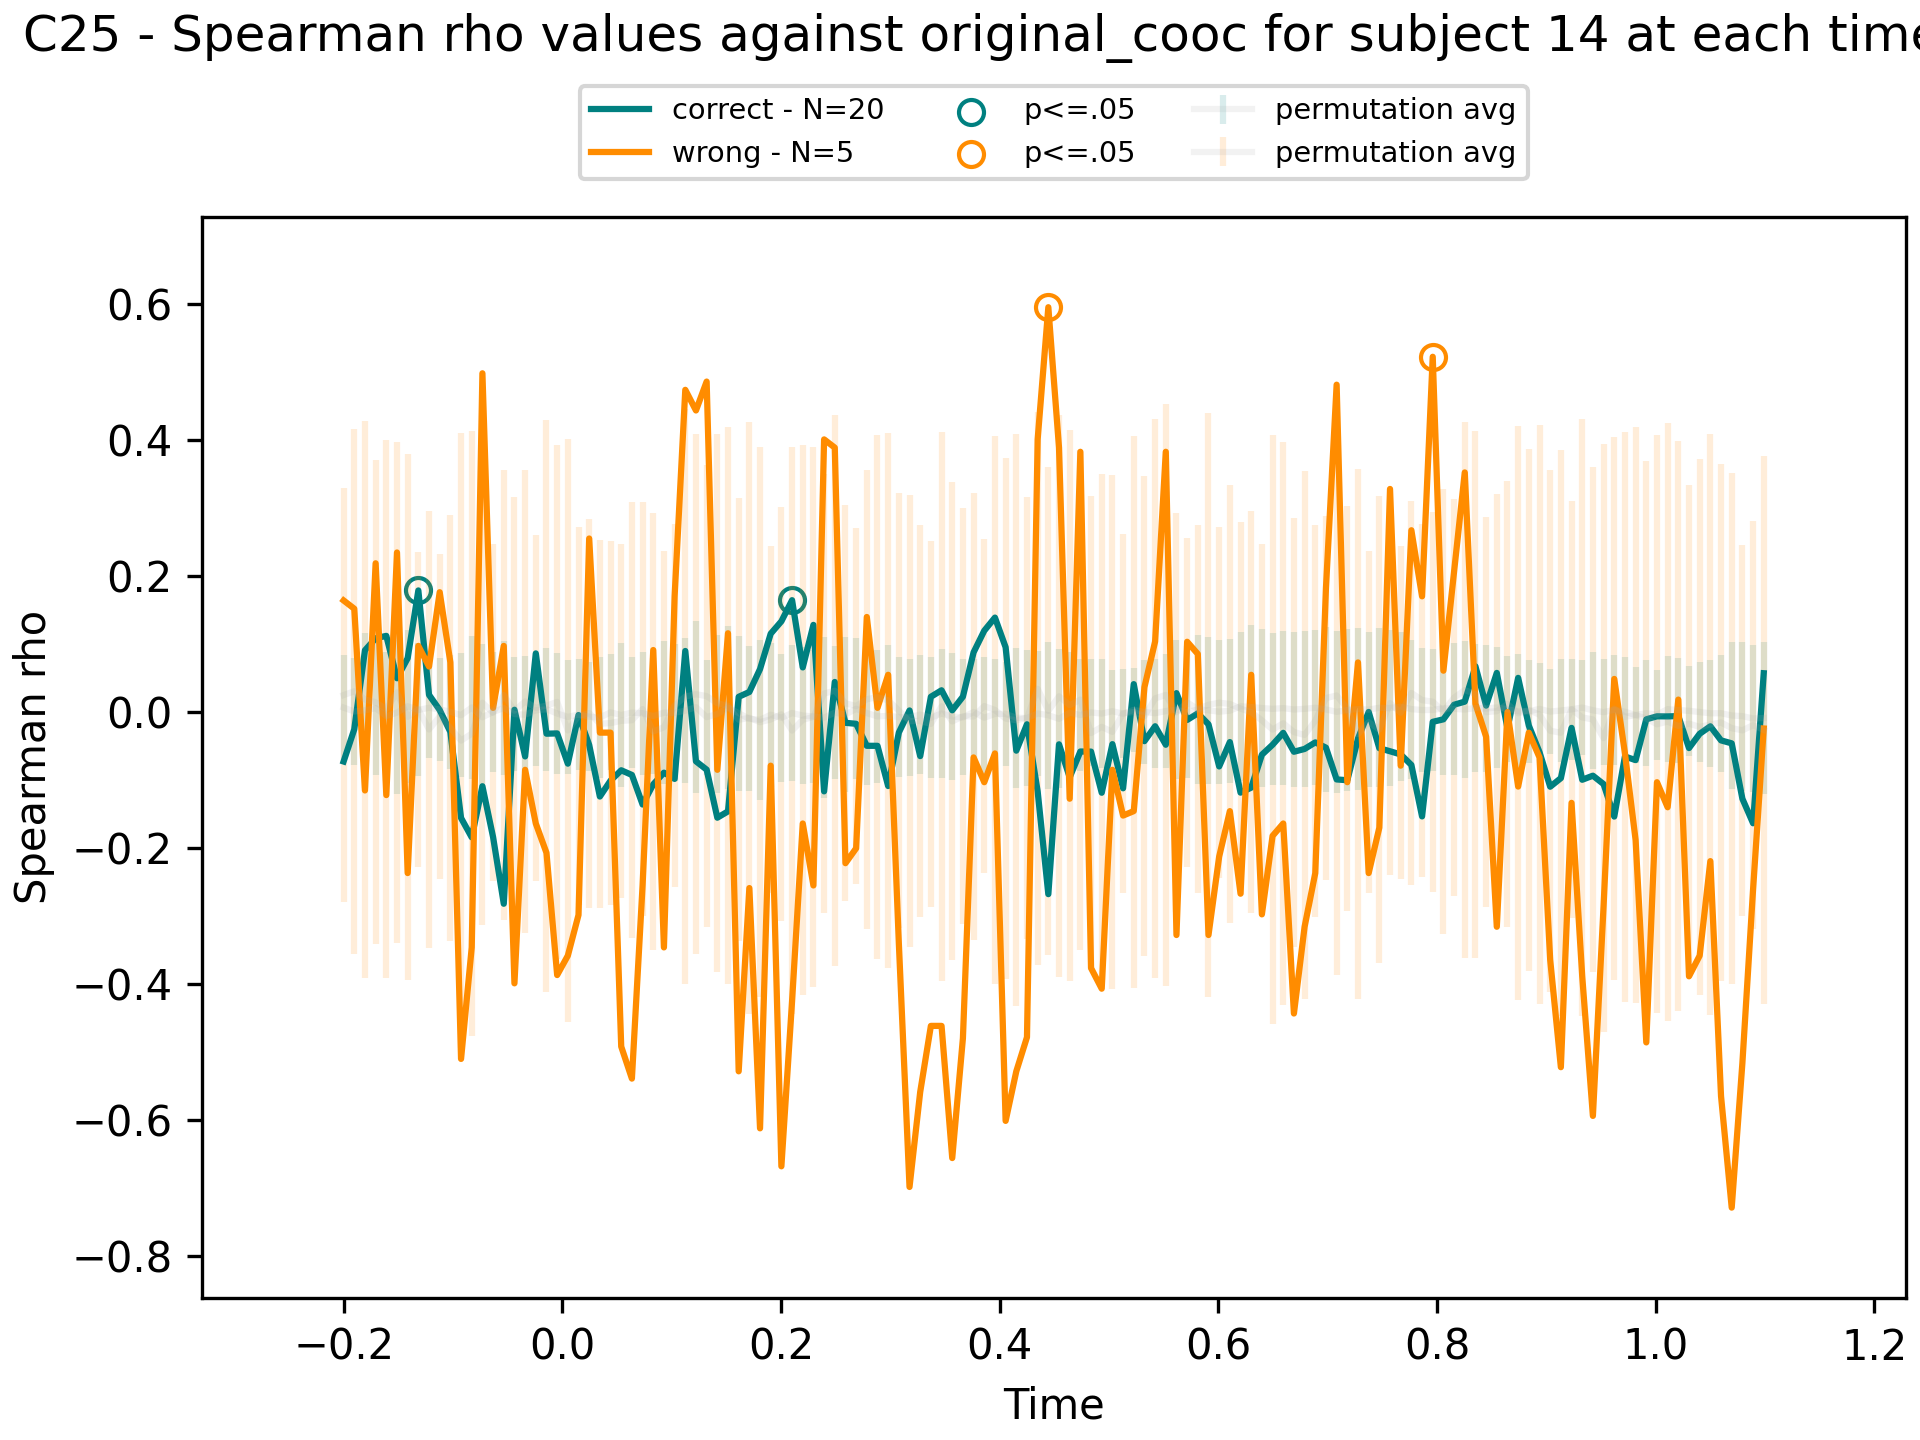 C25 - Spearman rho values against original_cooc for subject 14 at each time
correct - N=20
wrong - N=5
p<=.05
p<=.05
permutation avg
permutation avg
Spearman rho
0.6
0.4
0.2
0.0
−0.2
−0.4
−0.6
−0.8
−0.2 0.0 0.2 0.4 0.6 0.8 1.0 1.2
Time